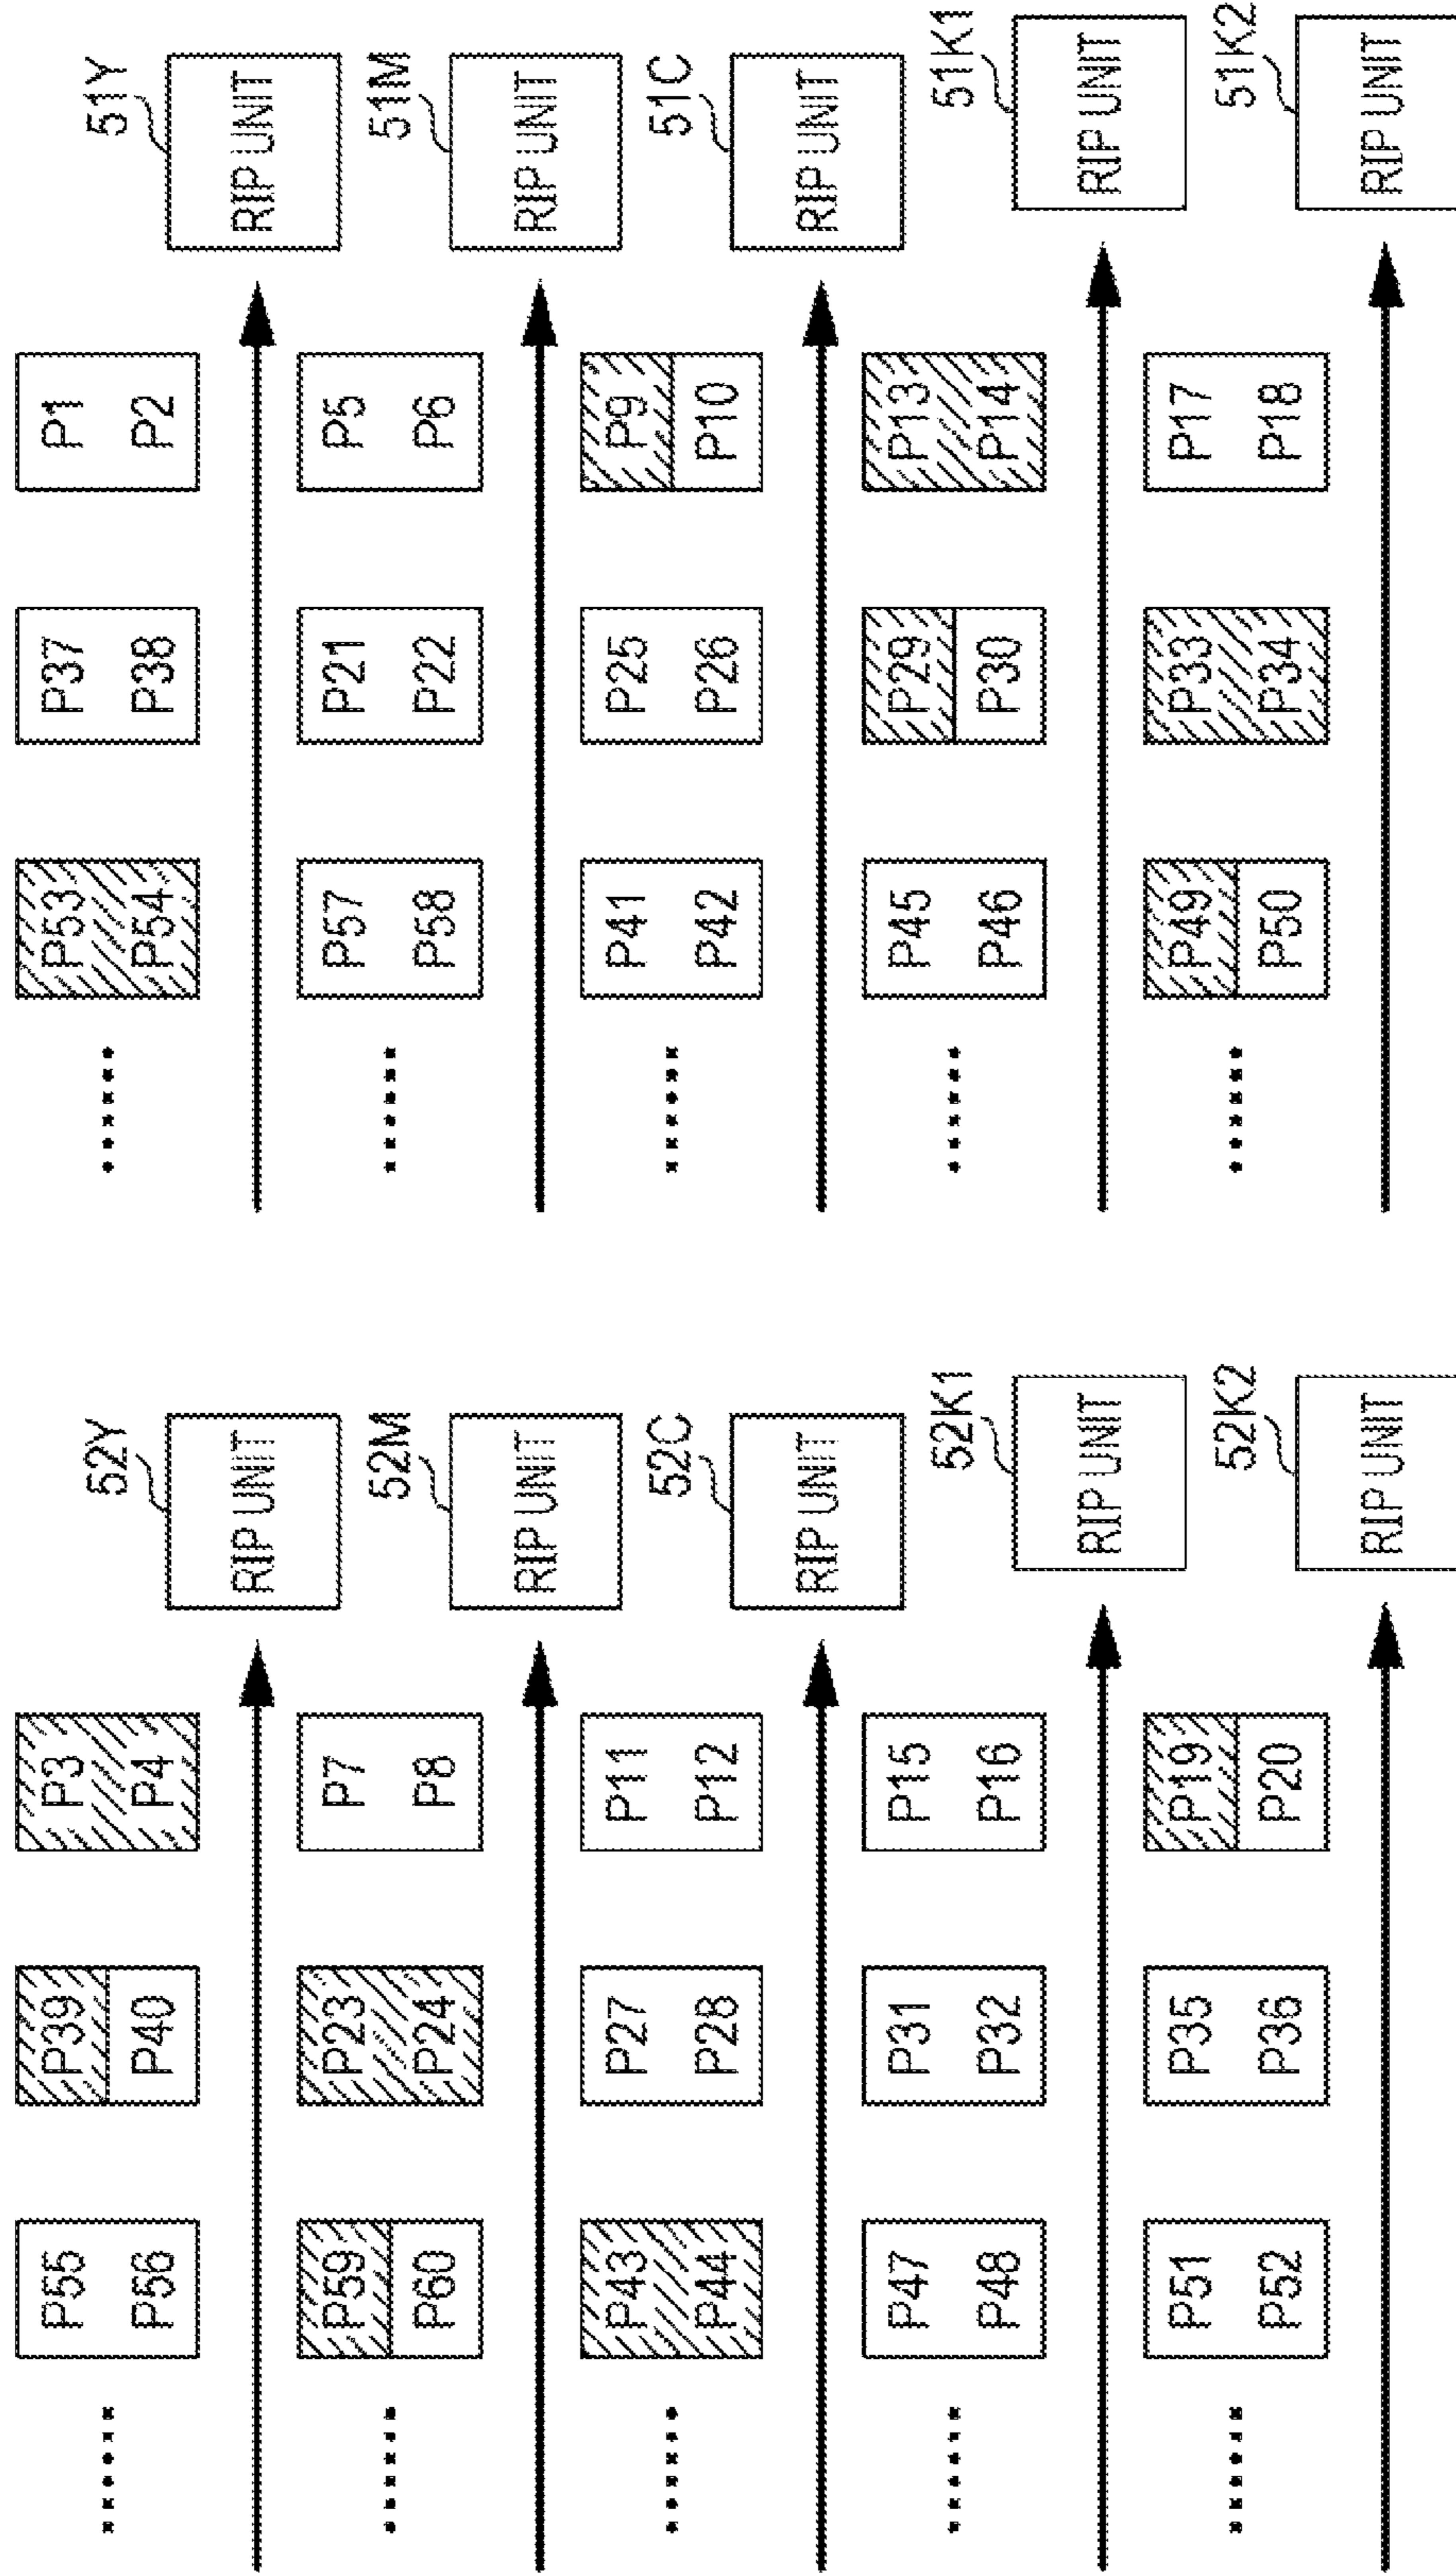 P55
P56
P39
P40
P3
P4
52Y
RIP UNIT
P59
P60
P23
P24
P7
P8
52M
RIP UNIT
P43
P44
P27
P28
P11
P12
52C
RIP UNIT
P47
P48
P31
P32
P15
P16
52K1
RIP UNIT
P51
P52
P35
P36
P19
P20
52K2
RIP UNIT
P53
P54
P37
P38
P1
P2
51Y
RIP UNIT
P57
P58
P21
P22
P5
P6
51M
RIP UNIT
P41
P42
P25
P26
P9
P10
51C
RIP UNIT
P45
P46
P29
P30
P13
P14
51K1
RIP UNIT
P49
P50
P33
P34
P17
P18
51K2
RIP UNIT